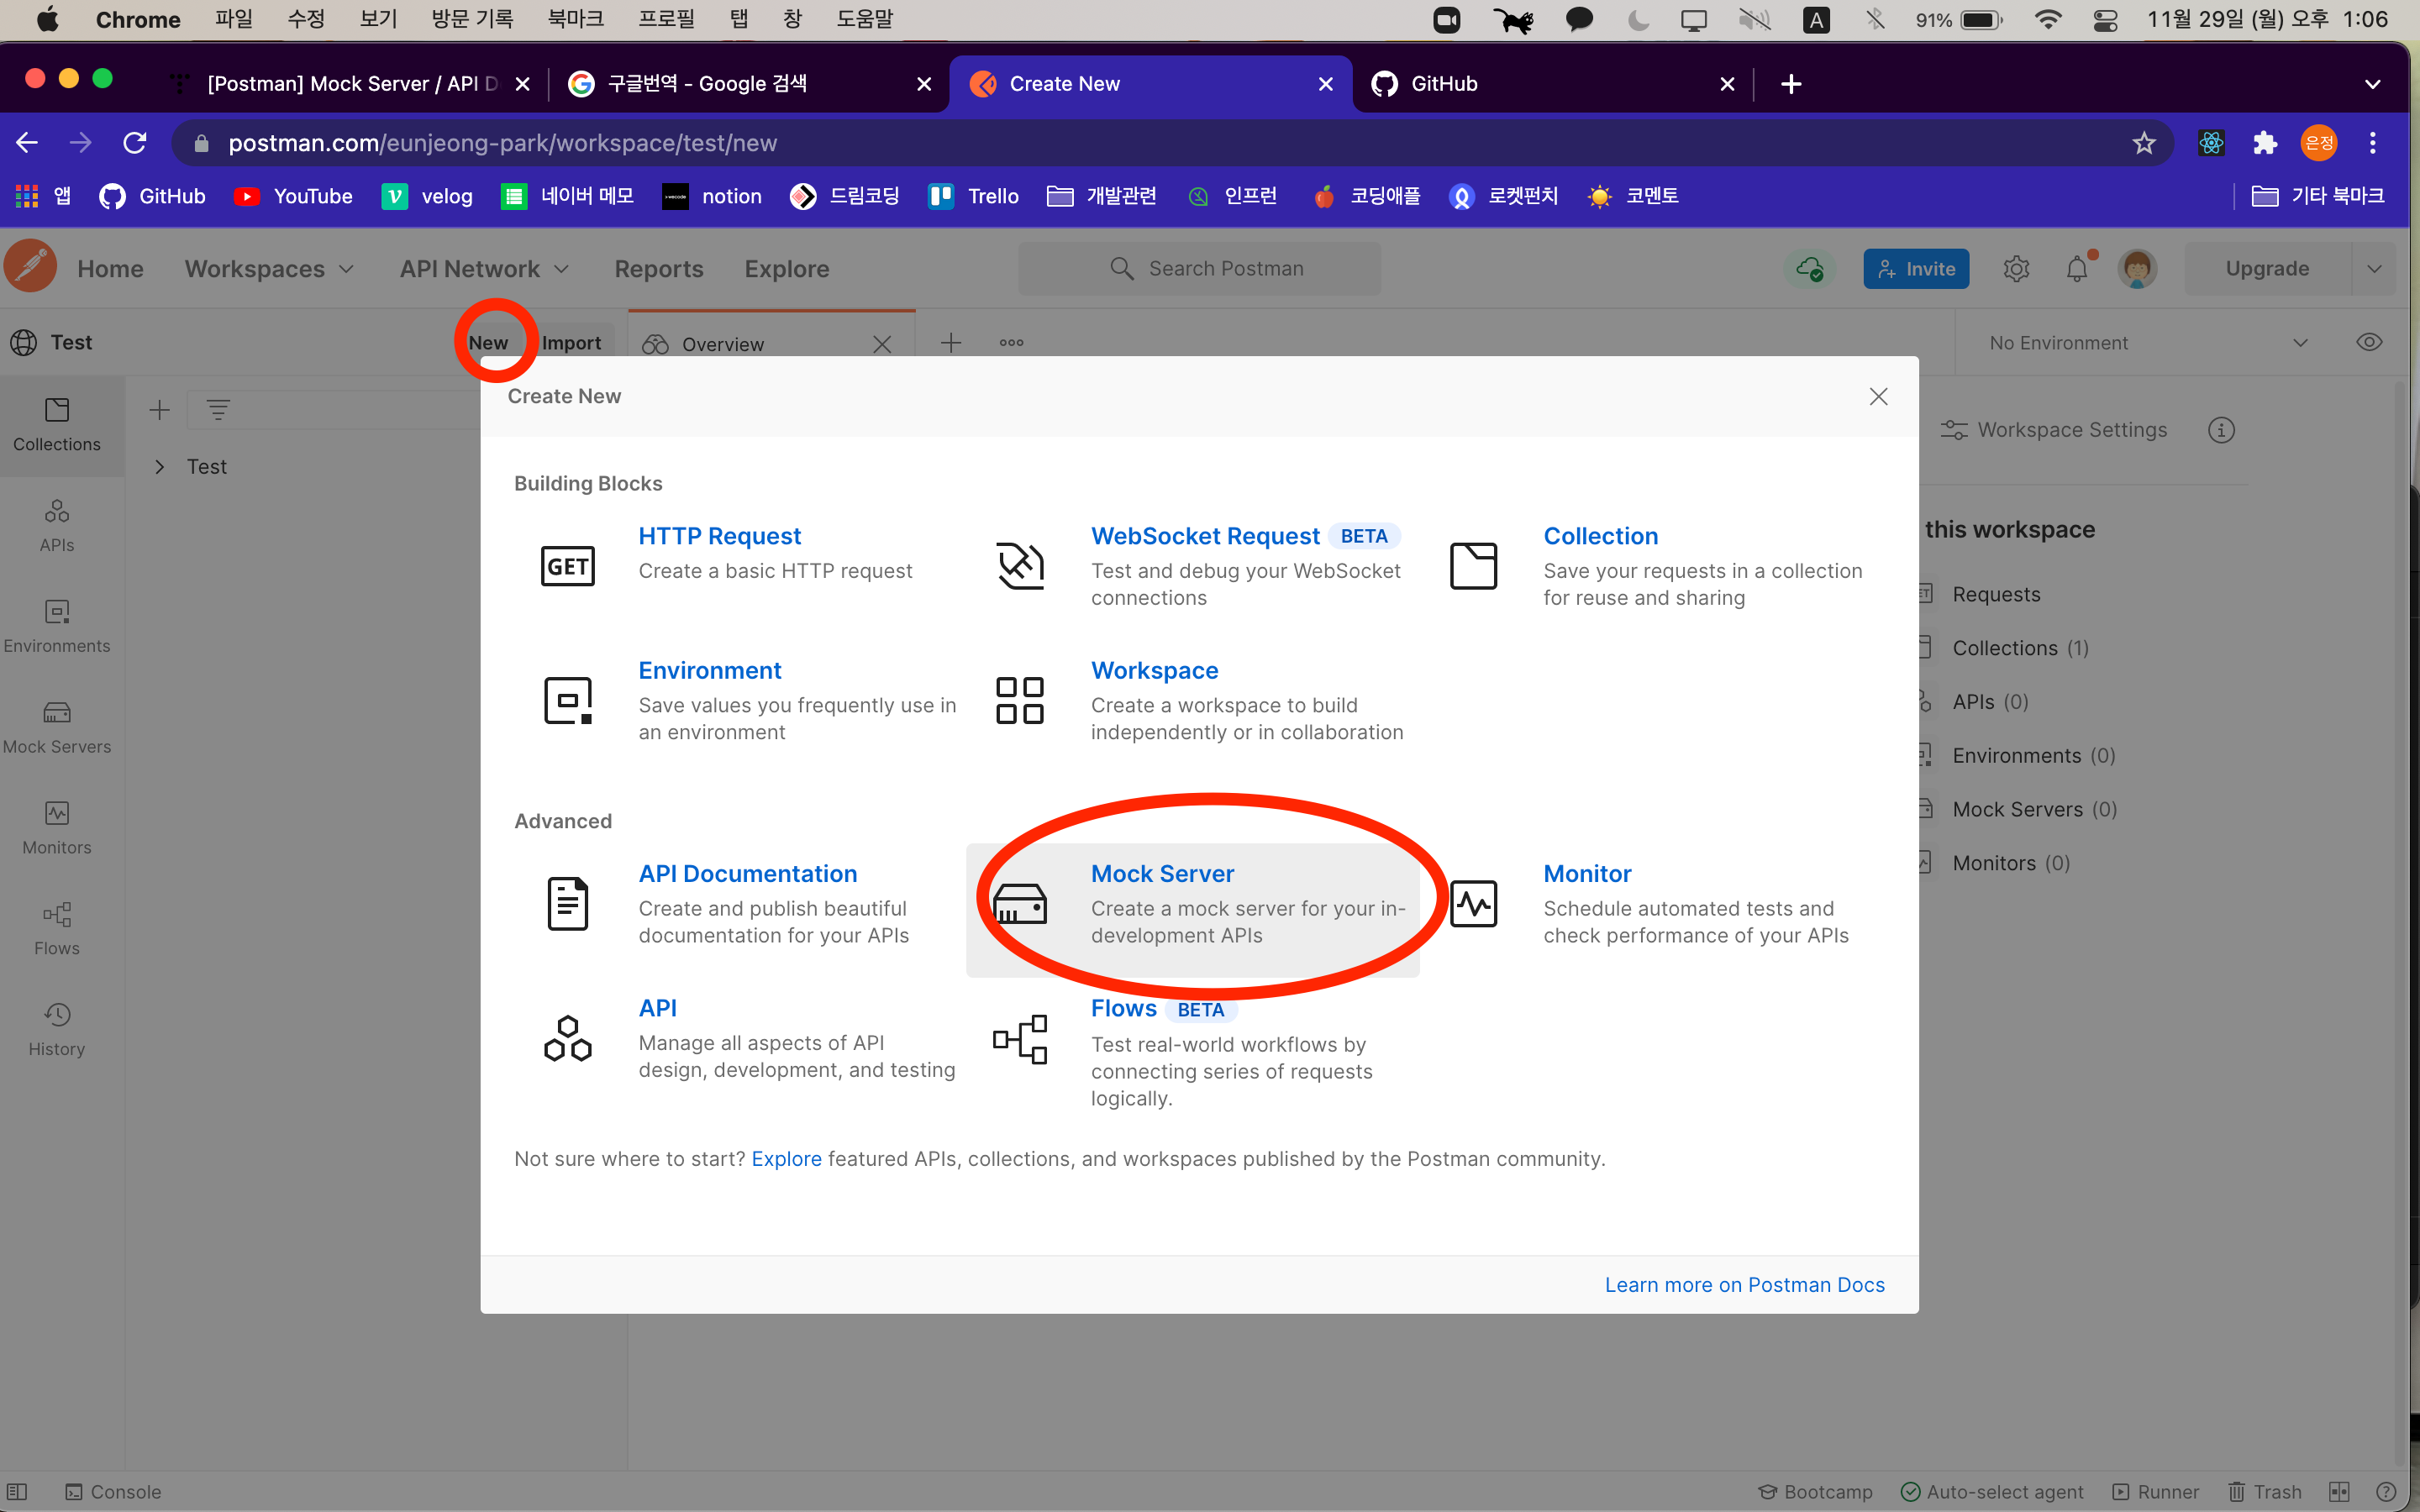 Chrome 파일 수정 보기 방문 기록 북마크 프로필 탭 창 도움말 A 91% 11월 29일 (월) 오후 1:06
[Postman] Mock Server / API D 구글번역 - Google 검색 Create New GitHub
postman.com/eunjeong-park/workspace/test/new 은정
앱 GitHub YouTube velog 네이버 메모 notion 드림코딩 Trello 개발관련 인프런 코딩애플 로켓펀치 코멘토 기타 북마크
Home Workspaces API Network Reports Explore Search Postman Invite Upgrade
Test New Import Overview No Environment
Create New
Collections
Workspace Settings
Test
Building Blocks
APIs
Environments
Mock Servers
Monitors
Flows
History
GET
HTTP Request
Create a basic HTTP request
WebSocket Request BETA
Test and debug your WebSocket
connections
Collection
Save your requests in a collection
for reuse and sharing
Environment
Save values you frequently use in
an environment
Workspace
Create a workspace to build
independently or in collaboration
Advanced
API Documentation
Create and publish beautiful
documentation for your APIs
Mock Server
Create a mock server for your in-
development APIs
Monitor
Schedule automated tests and
check performance of your APIs
API
Manage all aspects of API
design, development, and testing
Flows BETA
Test real-world workflows by
connecting series of requests
logically.
Not sure where to start? Explore featured APIs, collections, and workspaces published by the Postman community.
Learn more on Postman Docs
this workspace
Requests
Collections (1)
APIs (0)
Environments (0)
Mock Servers (0)
Monitors (0)
Console Bootcamp Auto-select agent Runner Trash